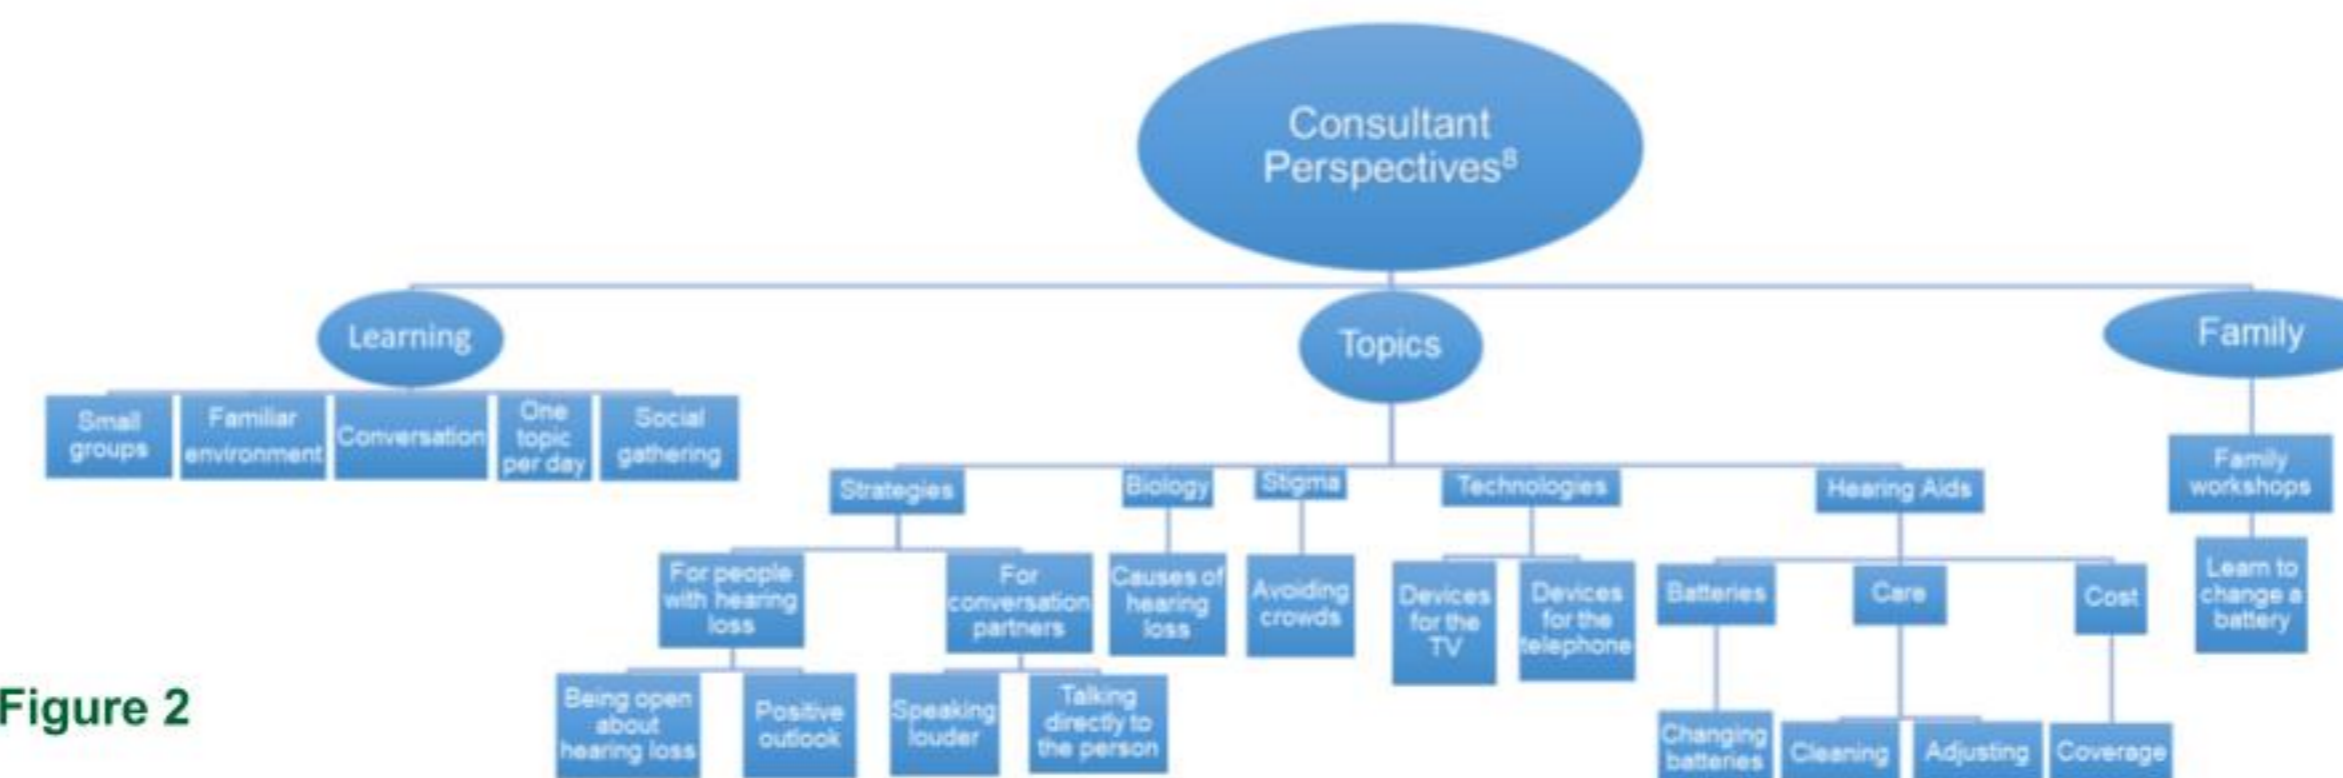 Consultant
Perspectives⁸
Learning
Topics
Family
Small
groups
Familiar
environment
Conversation
One
topic
per day
Social
gathering
Strategies
Biology
Stigma
Technologies
Hearing Aids
Family
workshops
For people
with hearing
loss
For
conversation
partners
Causes of
hearing
loss
Avoiding
crowds
Devices
for the
TV
Devices
for the
telephone
Batteries
Care
Cost
Learn to
change a
battery
Being open
about
hearing loss
Positive
outlook
Speaking
louder
Talking
directly to
the person
Changing
batteries
Cleaning
Adjusting
Coverage
Figure 2